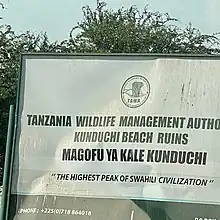 TAWA
TANZANIA WILDLIFE MANAGEMENT AUTHO
KUNDUCHI BEACH RUINS
MAGOFU YA KALE KUNDUCHI
"THE HIGHEST PEAK OF SWAHILI CIVILIZATION"
PHONE: +225(0)718 864018